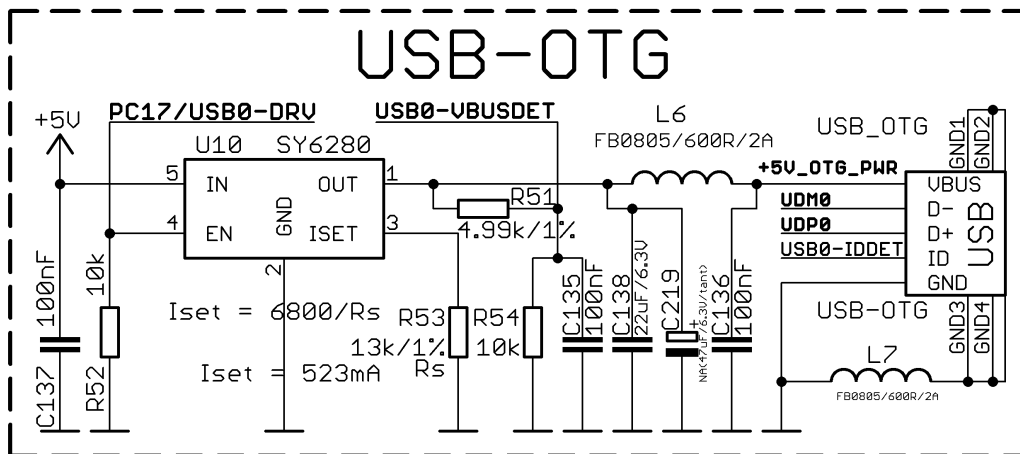 USB-OTG
+5V
PC17/USB0-DRV
USB0-VBUSDET
L6
FB0805/600R/2A
USB_OTG
GND1
GND2
U10 SY6280
5 IN OUT 1
4 EN GND ISET 3
2
R51
4.99k/1%
+5V_OTG_PWR
UDM0
UDP0
USB0-IDDET
VBUS
D-
D+
ID
GND
USB
USB-OTG
GND3
GND4
100nF
C137
10k
R52
Iset = 6800/Rs
Iset = 523mA
R53
13k/1%
Rs
R54
10k
C135
100nF
C138
22uF/6.3V
C219
+
NA(47uF/6.3V/tant)
C136
100nF
L7
FB0805/600R/2A